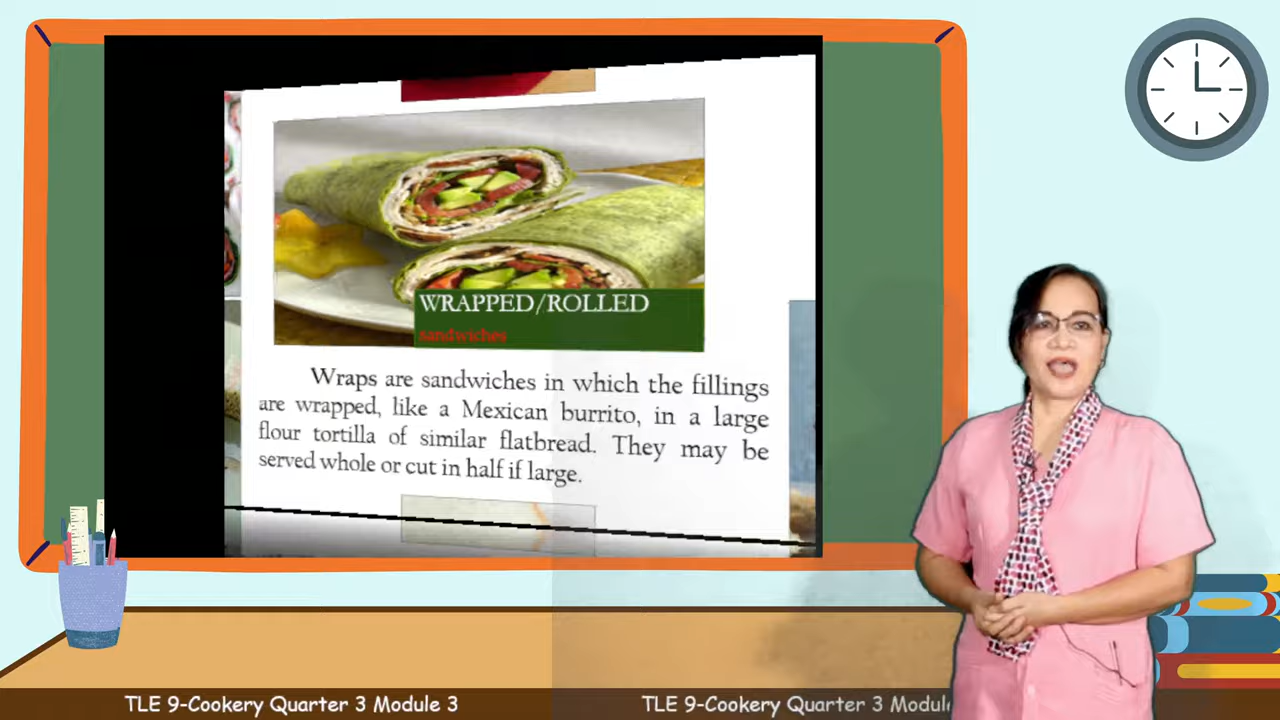 WRAPPED/ROLLED
sandwiches
Wraps are sandwiches in which the fillings
are wrapped, like a Mexican burrito, in a large
flour tortilla of similar flatbread. They may be
served whole or cut in half if large.
TLE 9-Cookery Quarter 3 Module 3
TLE 9-Cookery Quarter 3 Modul